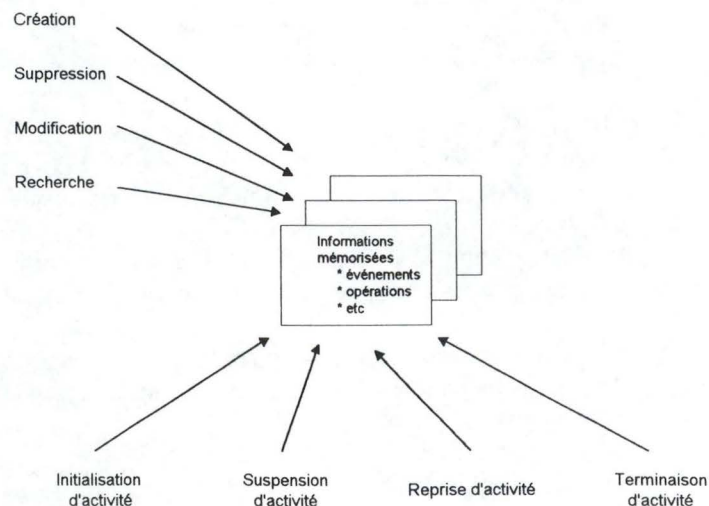 Création
Suppression
Modification
Recherche
Informations
mémorisées
* événements
* opérations
* etc
Initialisation
d'activité
Suspension
d'activité
Reprise d'activité
Terminaison
d'activité